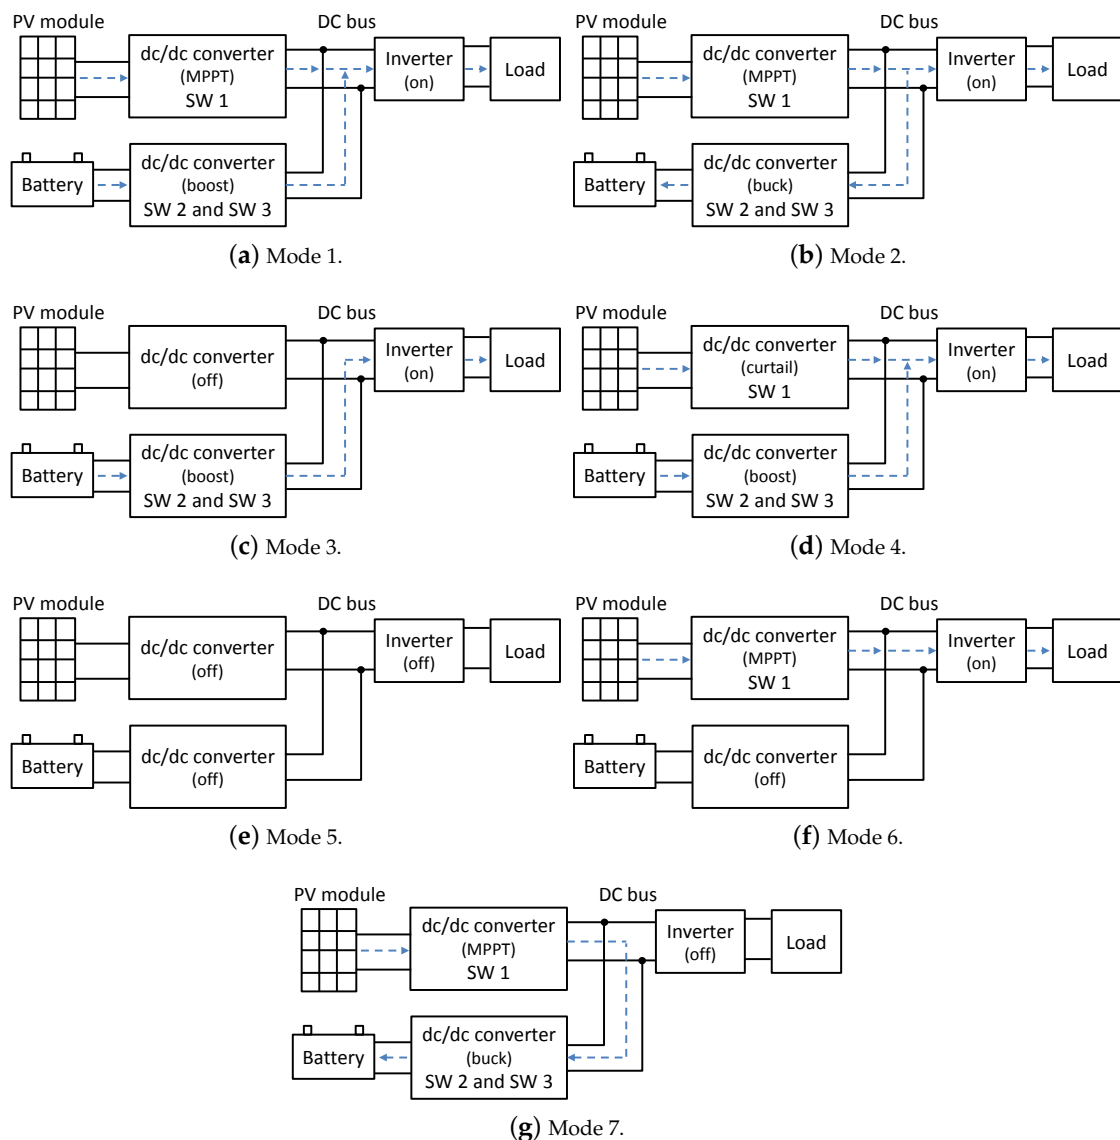 PV module
DC bus
dc/dc converter
(MPPT)
SW 1
Inverter
(on)
Load
Battery
dc/dc converter
(boost)
SW 2 and SW 3
(a) Mode 1.
PV module
DC bus
dc/dc converter
(MPPT)
SW 1
Inverter
(on)
Load
Battery
dc/dc converter
(buck)
SW 2 and SW 3
(b) Mode 2.
PV module
DC bus
dc/dc converter
(off)
Inverter
(on)
Load
Battery
dc/dc converter
(boost)
SW 2 and SW 3
(c) Mode 3.
PV module
DC bus
dc/dc converter
(curtail)
SW 1
Inverter
(on)
Load
Battery
dc/dc converter
(boost)
SW 2 and SW 3
(d) Mode 4.
PV module
DC bus
dc/dc converter
(off)
Inverter
(off)
Load
Battery
dc/dc converter
(off)
(e) Mode 5.
PV module
DC bus
dc/dc converter
(MPPT)
SW 1
Inverter
(on)
Load
Battery
dc/dc converter
(off)
(f) Mode 6.
PV module
DC bus
dc/dc converter
(MPPT)
SW 1
Inverter
(off)
Load
Battery
dc/dc converter
(buck)
SW 2 and SW 3
(g) Mode 7.